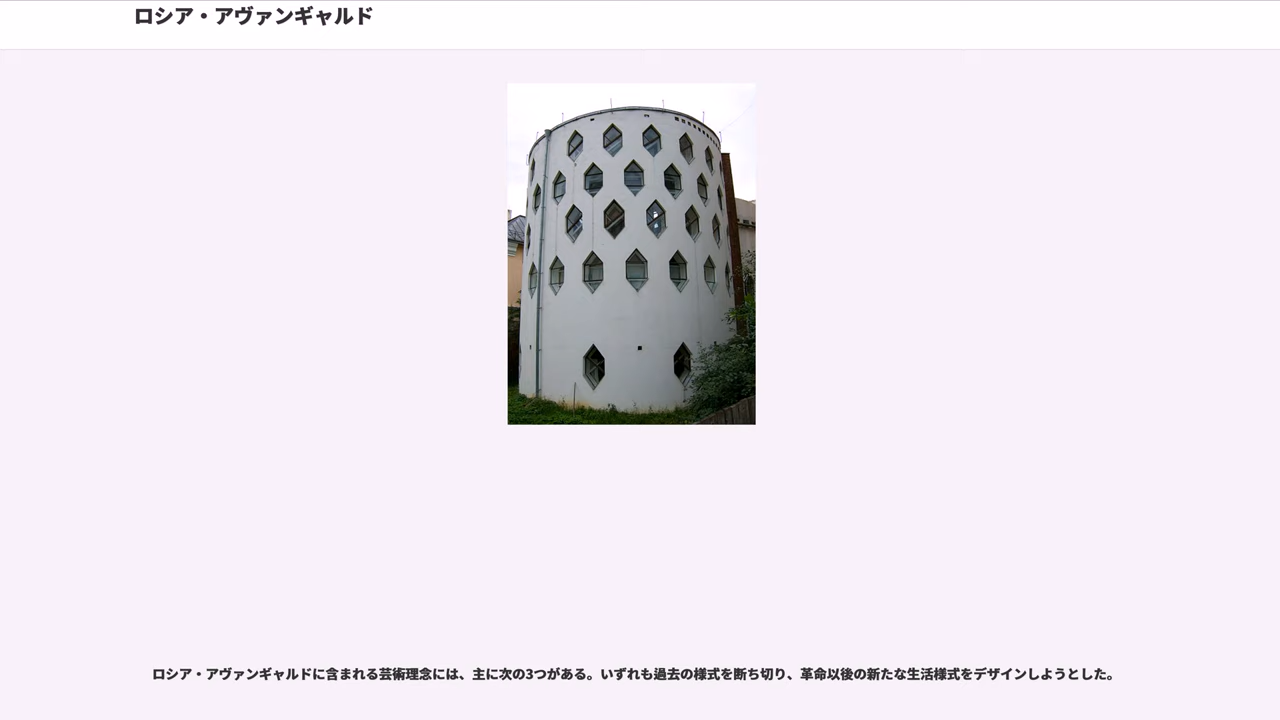 ロシア・アヴァンギャルド
ロシア・アヴァンギャルドに含まれる芸術理念には、主に次の3つがある。いずれも過去の様式を断ち切り、革命以後の新たな生活様式をデザインしようとした。